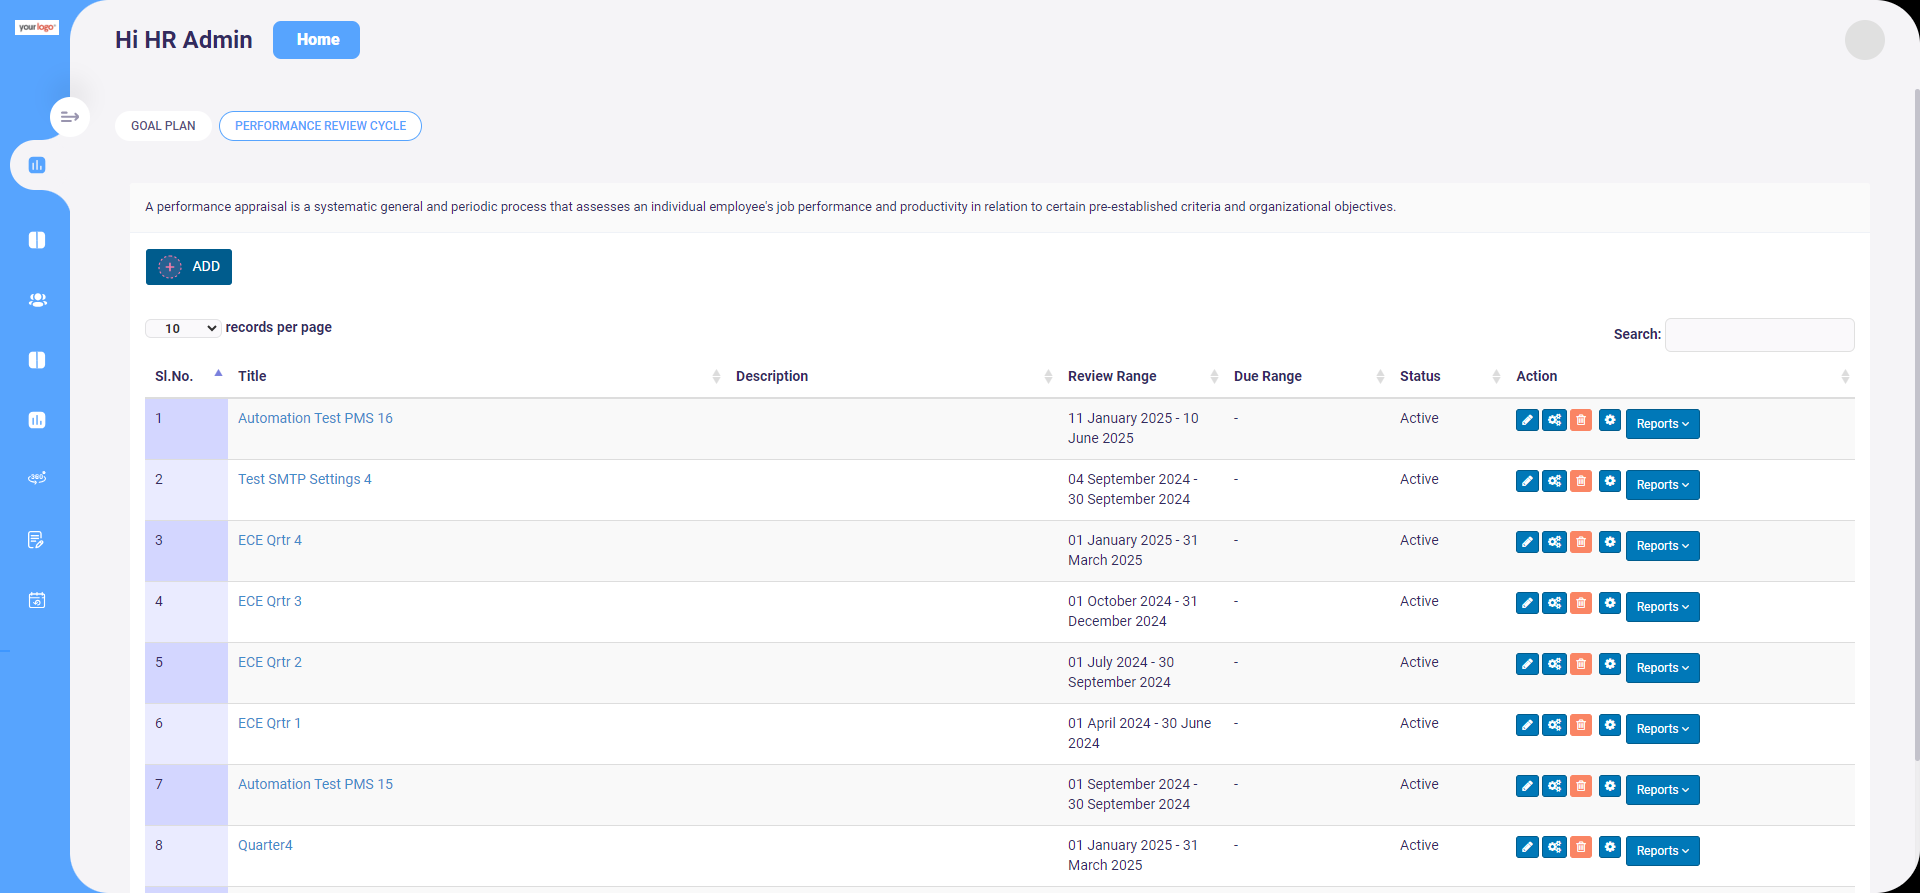 yourlogo
Hi HR Admin
Home
GOAL PLAN
PERFORMANCE REVIEW CYCLE
A performance appraisal is a systematic general and periodic process that assesses an individual employee's job performance and productivity in relation to certain pre-established criteria and organizational objectives.
ADD
10 records per page
Search:
Sl.No. Title Description Review Range Due Range Status Action
1 Automation Test PMS 16 11 January 2025 - 10 - Active Reports
June 2025
2 Test SMTP Settings 4 04 September 2024 - - Active Reports
30 September 2024
3 ECE Qrtr 4 01 January 2025 - 31 - Active Reports
March 2025
360°
4 ECE Qrtr 3 01 October 2024 - 31 - Active Reports
December 2024
5 ECE Qrtr 2 01 July 2024 - 30 - Active Reports
September 2024
6 ECE Qrtr 1 01 April 2024 - 30 June - Active Reports
2024
7 Automation Test PMS 15 01 September 2024 - - Active Reports
30 September 2024
8 Quarter4 01 January 2025 - 31 - Active Reports
March 2025